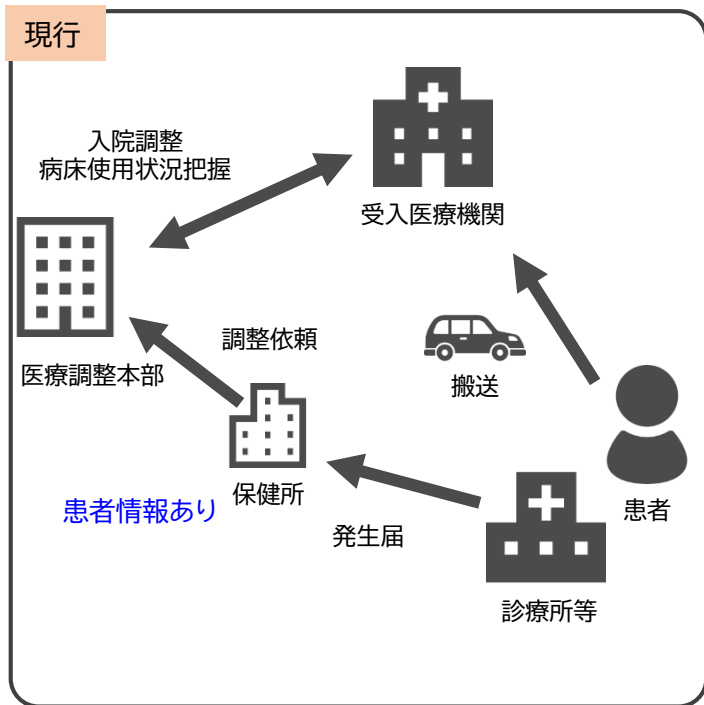 現行
入院調整
病床使用状況把握
受入医療機関
調整依頼
搬送
医療調整本部
保健所
患者情報あり
患者
発生届
診療所等